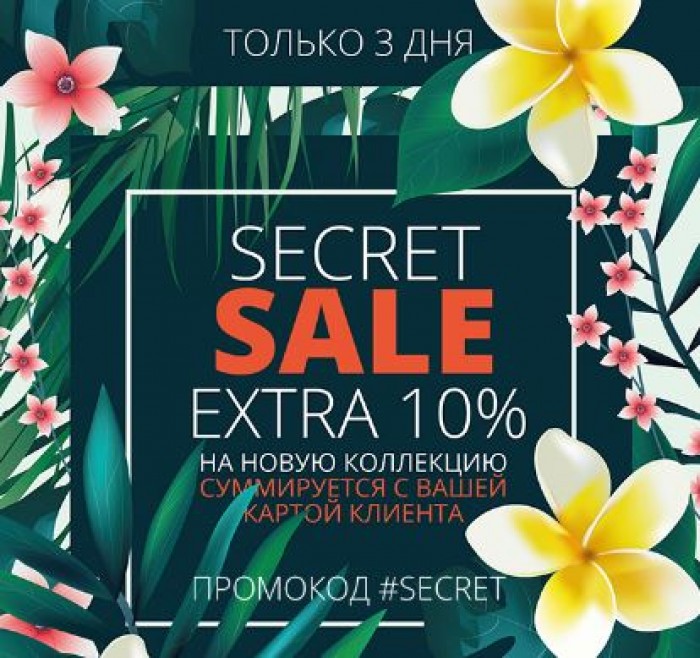 ТОЛЬКО 3 ДНЯ
SECRET
SALE
EXTRA 10%
НА НОВУЮ КОЛЛЕКЦИЮ
СУММИРУЕТСЯ С ВАШЕЙ
КАРТОЙ КЛИЕНТА
ПРОМОКОД #SECRET